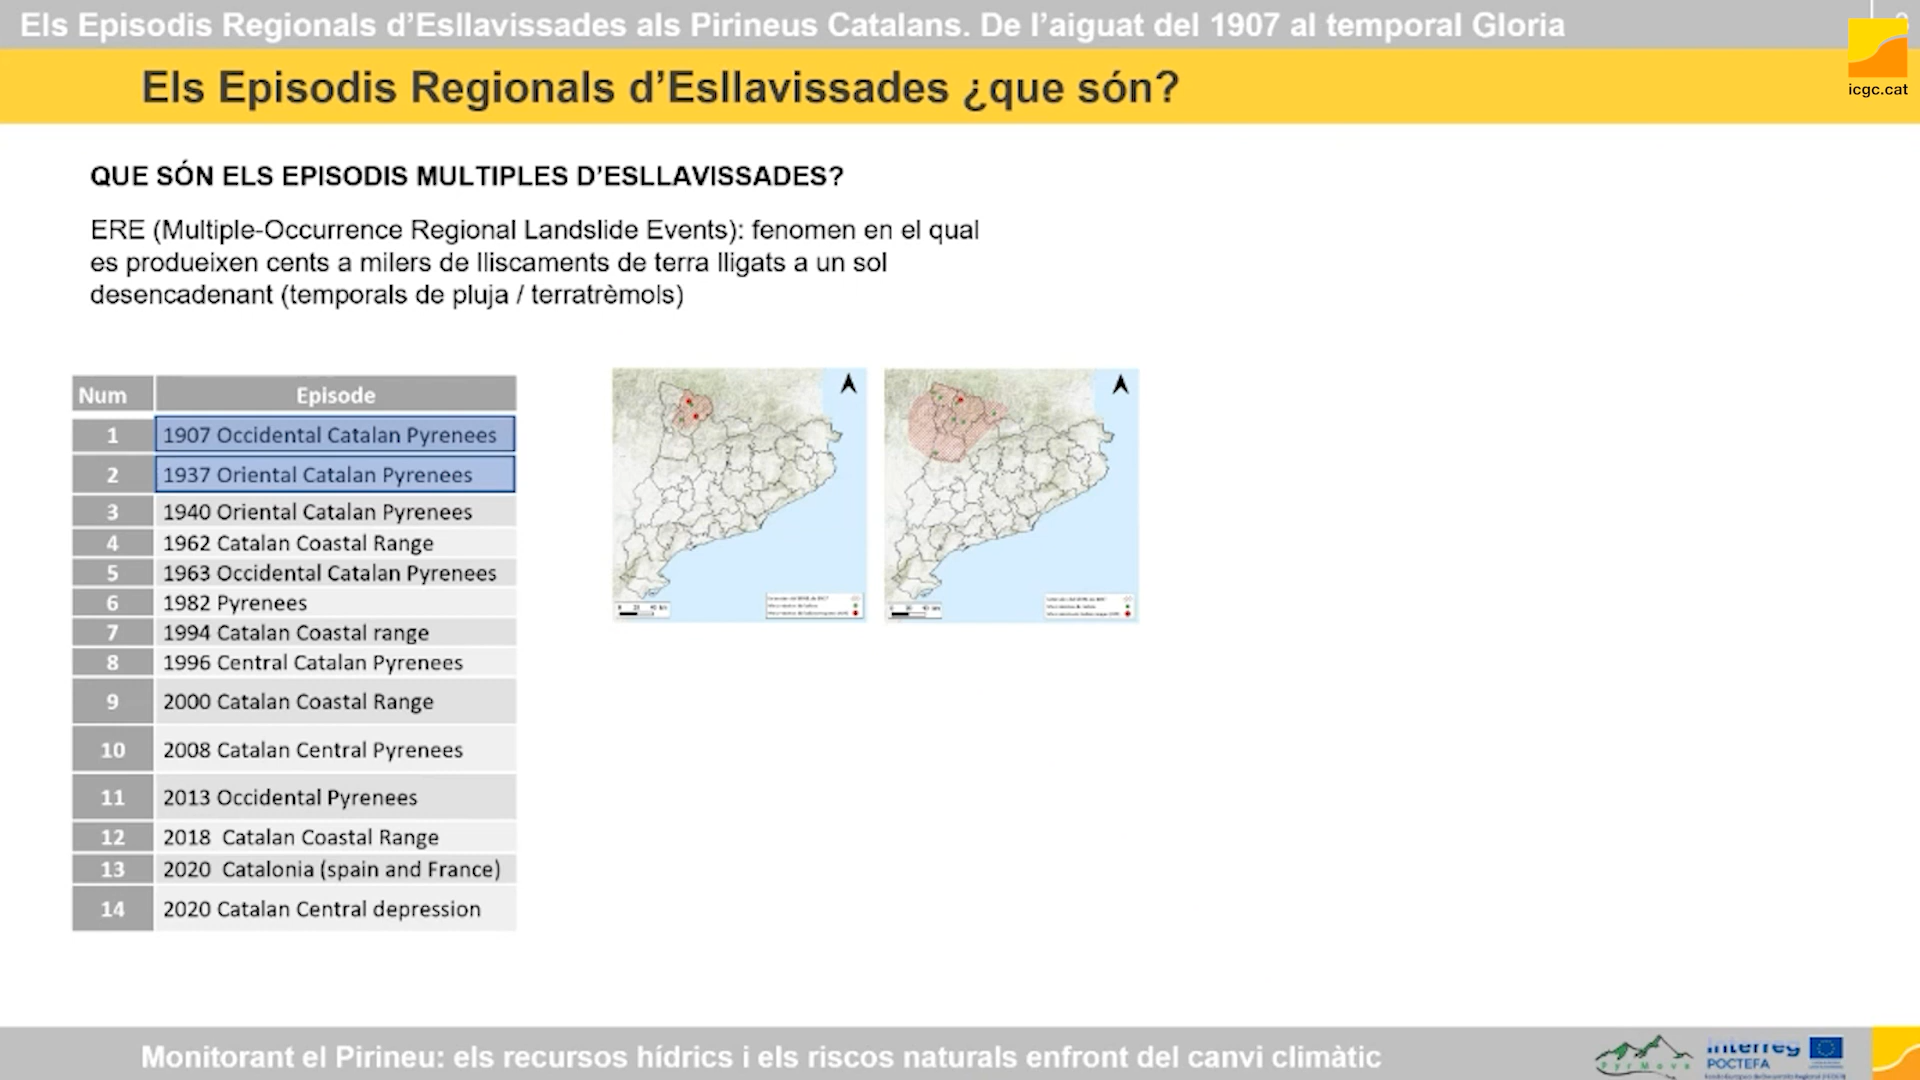 Els Episodis Regionals d’Esllavissades als Pirineus Catalans. De l’aiguat del 1907 al temporal Gloria
Els Episodis Regionals d’Esllavissades ¿que són?
icgc.cat
QUE SÓN ELS EPISODIS MULTIPLES D’ESLLAVISSADES?
ERE (Multiple-Occurrence Regional Landslide Events): fenomen en el qual
es produeixen cents a milers de lliscaments de terra lligats a un sol
desencadenant (temporals de pluja / terratrèmols)
Num Episode
1 1907 Occidental Catalan Pyrenees
2 1937 Oriental Catalan Pyrenees
3 1940 Oriental Catalan Pyrenees
4 1962 Catalan Coastal Range
5 1963 Occidental Catalan Pyrenees
6 1982 Pyrenees
7 1994 Catalan Coastal range
8 1996 Central Catalan Pyrenees
9 2000 Catalan Coastal Range
10 2008 Catalan Central Pyrenees
11 2013 Occidental Pyrenees
12 2018 Catalan Coastal Range
13 2020 Catalonia (spain and France)
14 2020 Catalan Central depression
Monitorant el Pirineu: els recursos hídrics i els riscos naturals enfront del canvi climàtic
PyrMove
Interreg
POCTEFA